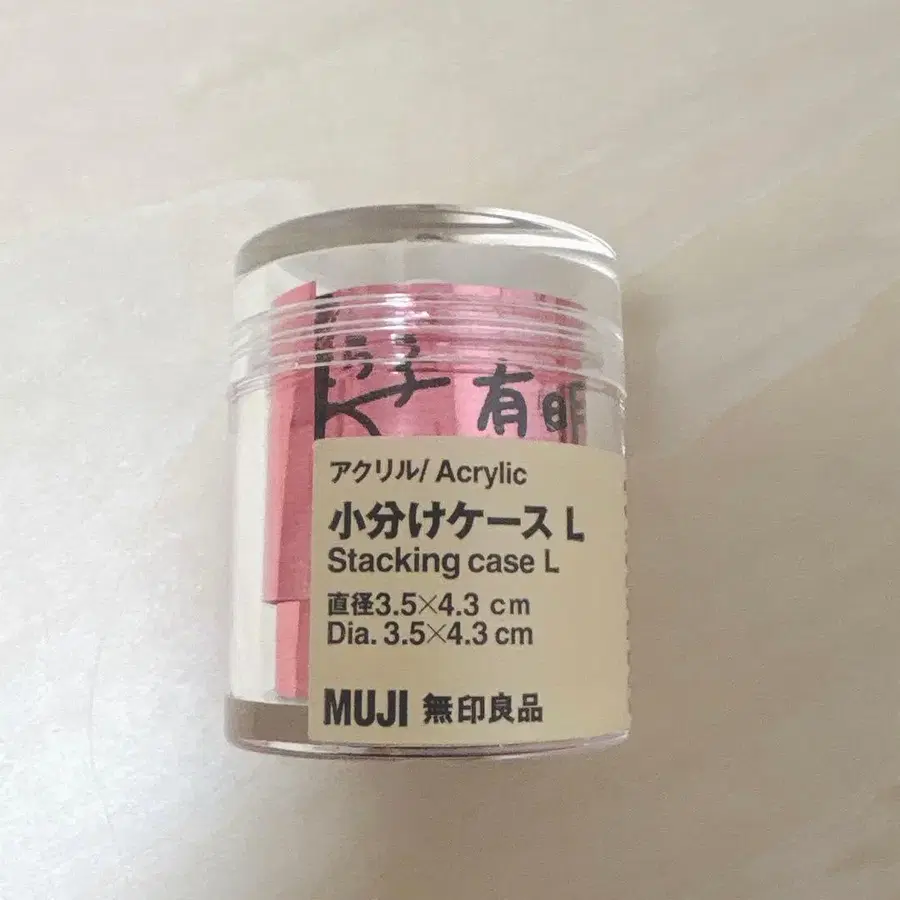 有明
アクリル/ Acrylic
小分けケース L
Stacking case L
直径3.5×4.3 cm
Dia. 3.5×4.3 cm
MUJI 無印良品